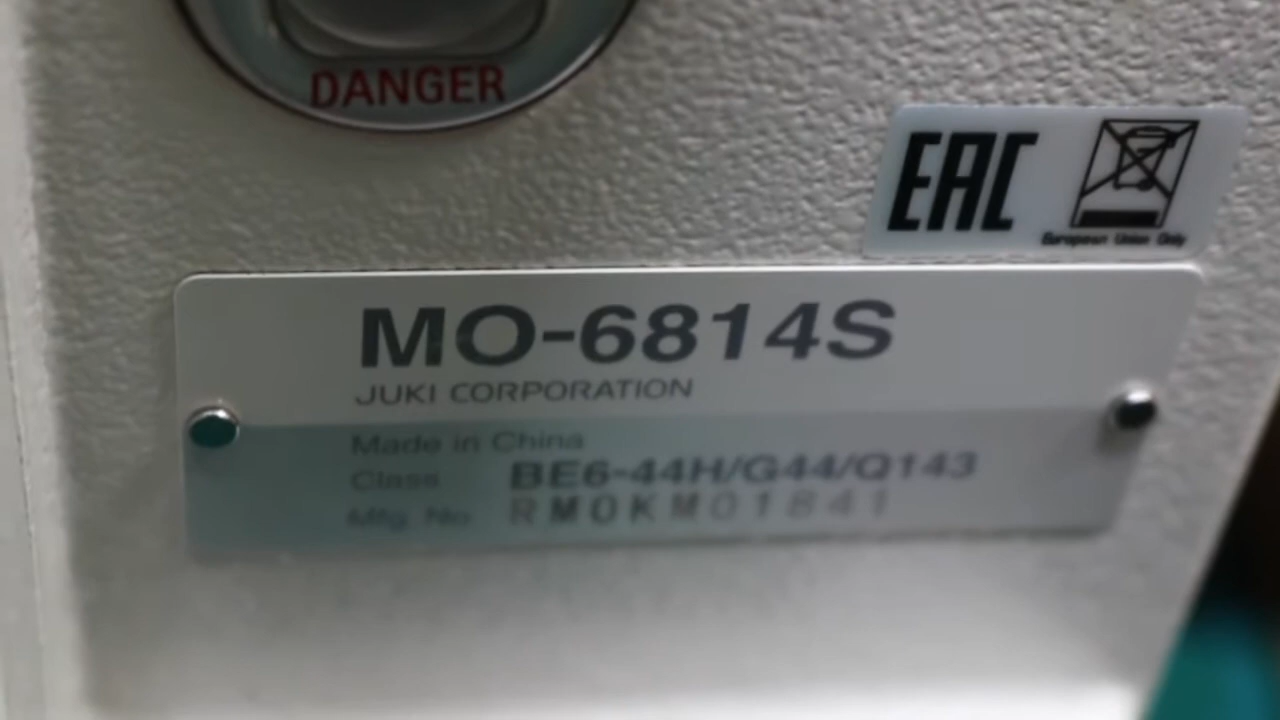 DANGER
EAC
European Union Only
MO-6814S
JUKI CORPORATION
Made in China
Class BE6-44H/G44/Q143
Mfg. No RM0KM01841